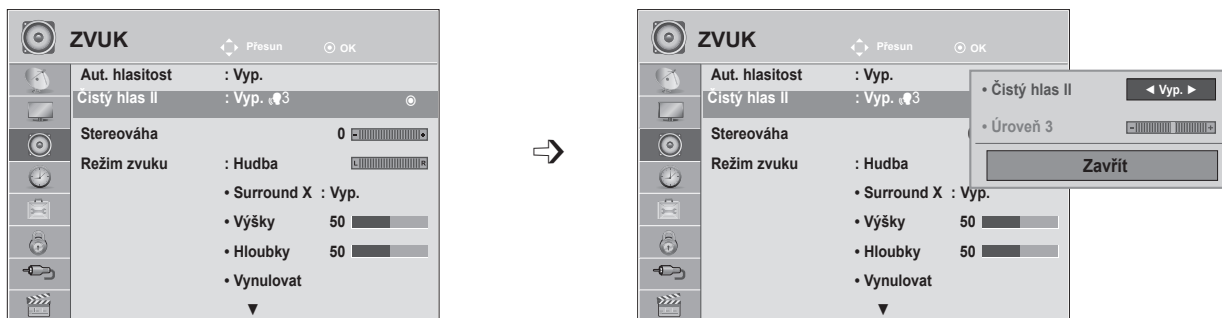 ZVUK
Přesun OK
Aut. hlasitost : Vyp.
Čistý hlas II : Vyp. 3
Stereováha 0 - +
L R
Režim zvuku : Hudba
• Surround X : Vyp.
• Výšky 50
• Hloubky 50
• Vynulovat
▼
ZVUK
Přesun OK
Aut. hlasitost : Vyp.
Čistý hlas II : Vyp. 3
Stereováha
Režim zvuku : Hudba
• Surround X : Vyp.
• Výšky 50
• Hloubky 50
• Vynulovat
▼
• Čistý hlas II ◄ Vyp. ►
• Úroveň 3 - +
Zavřít